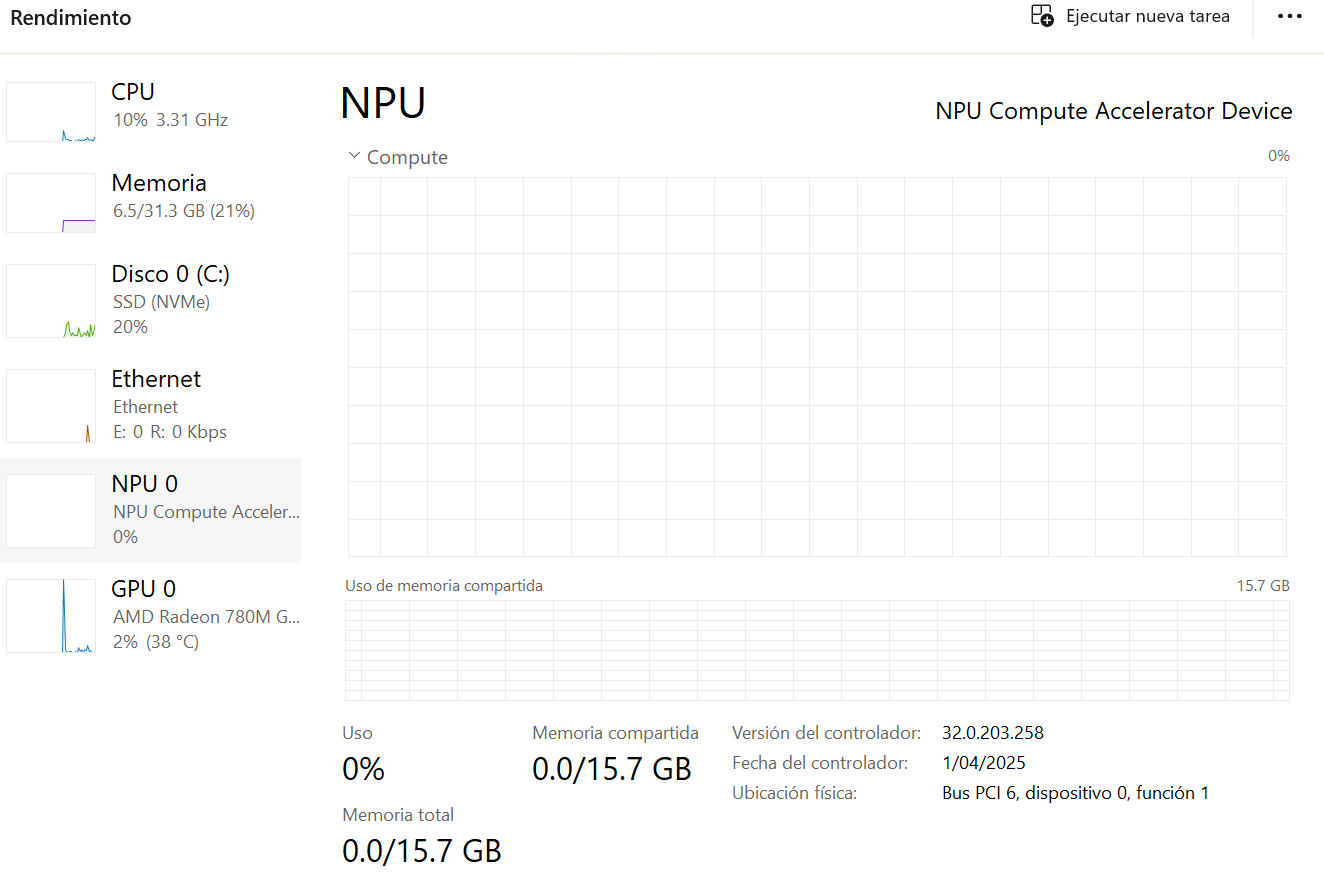 Rendimiento
Ejecutar nueva tarea
CPU
10% 3.31 GHz
Memoria
6.5/31.3 GB (21%)
Disco 0 (C:)
SSD (NVMe)
20%
Ethernet
Ethernet
E: 0 R: 0 Kbps
NPU 0
NPU Compute Acceler...
0%
GPU 0
AMD Radeon 780M G...
2% (38 °C)
NPU
NPU Compute Accelerator Device
Compute
0%
Uso de memoria compartida
15.7 GB
Uso
0%
Memoria compartida
0.0/15.7 GB
Memoria total
0.0/15.7 GB
Versión del controlador: 32.0.203.258
Fecha del controlador: 1/04/2025
Ubicación física: Bus PCI 6, dispositivo 0, función 1